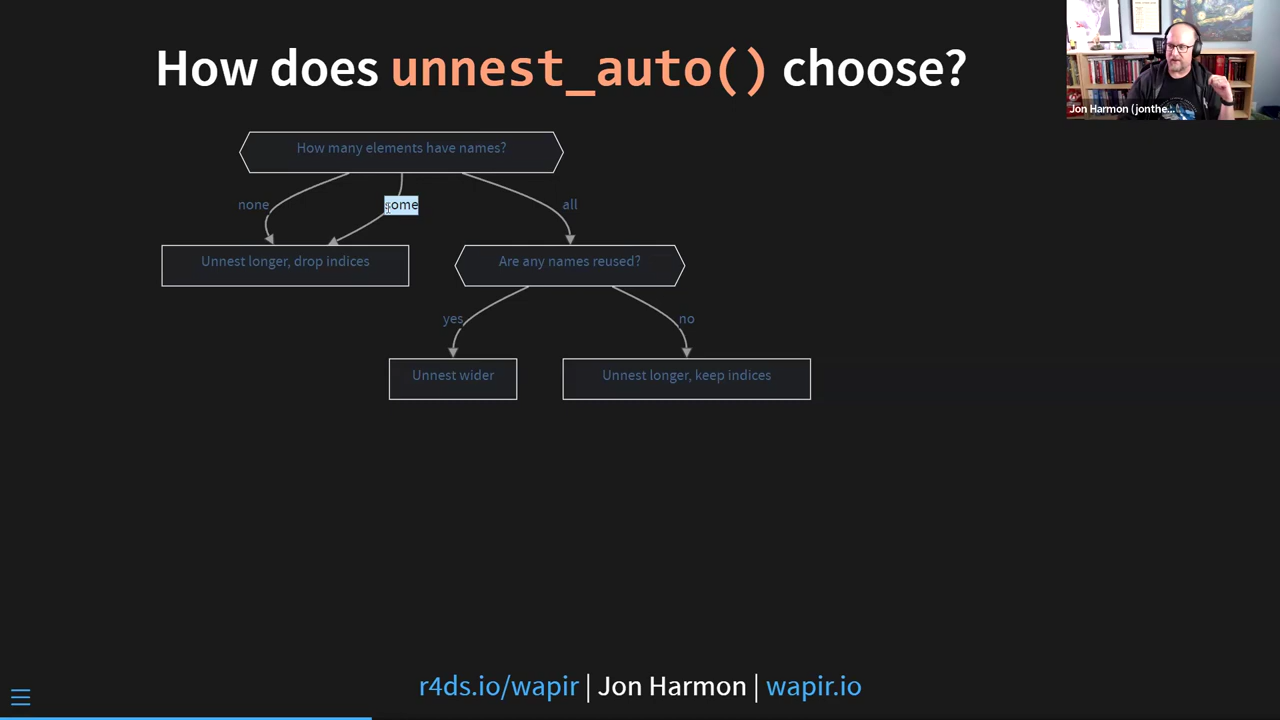 How does unnest_auto() choose?
Jon Harmon (jonthe...
How many elements have names?
none
some
all
Unnest longer, drop indices
Are any names reused?
yes
no
Unnest wider
Unnest longer, keep indices
r4ds.io/wapir | Jon Harmon | wapir.io